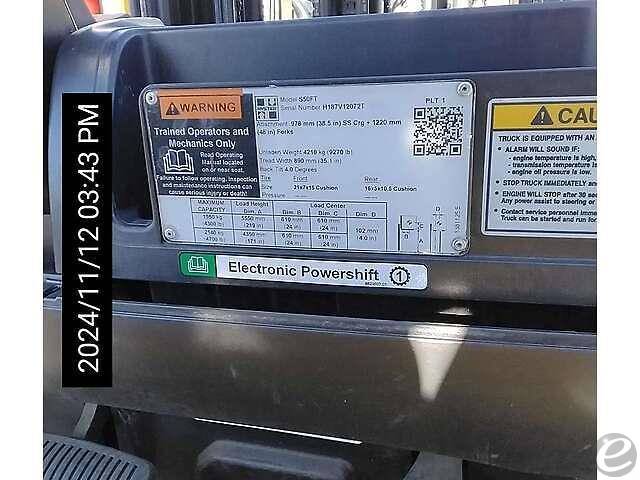 2024/11/12 03:43 PM
WARNING
Trained Operators and
Mechanics Only
Read Operating
Manual located
on or near seat.
Failure to follow operating, inspection
and maintenance instructions can
cause serious injury or death!
HYSTER
Model S50FT
Serial Number H187V12072T
PLT 1
Attachment 978 mm (38.5 in) SS Crg + 1220 mm
(48 in) Forks
Unladen Weight 4210 kg (9270 lb)
Tread Width 890 mm (35.1 in)
Back Tilt 4.0 Degrees
Tire Front Rear
Size 21x7x15 Cushion 16x5x10.5 Cushion
MAXIMUM CAPACITY Load Height Load Center
Dim. A Dim. B Dim. C Dim. D
1950 kg 5550 mm 610 mm 610 mm
4300 lb (219 in) (24 in) (24 in)
2140 kg 4350 mm 610 mm 610 mm 102 mm
4700 lb (171 in) (24 in) (24 in) (4.0 in)
Electronic Powershift 1
CAU
TRUCK IS EQUIPPED WITH AN
ALARM WILL SOUND IF:
- engine temperature is high,
- transmission temperature is
- engine oil pressure is low.
STOP TRUCK IMMEDIATELY and
ENGINE WILL STOP after 30 sec
Any power assist to steering or
Contact service personnel imme
Truck can be started and run for
e